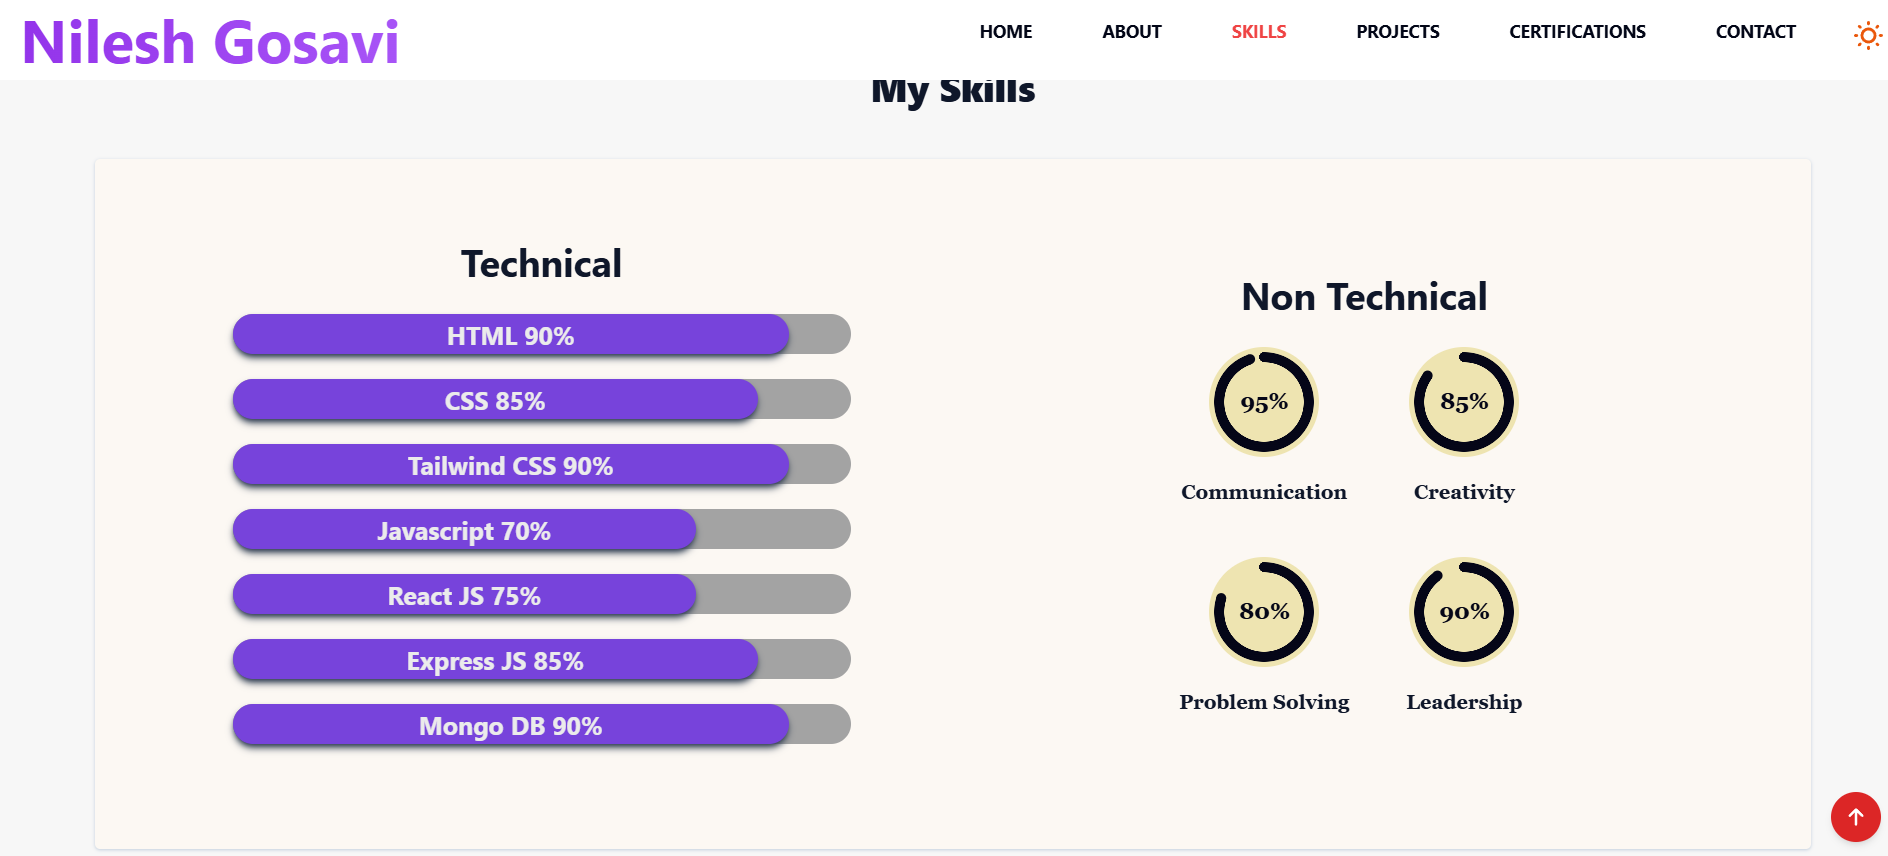 Nilesh Gosavi
HOME
ABOUT
SKILLS
PROJECTS
CERTIFICATIONS
CONTACT
My Skills
Technical
HTML 90%
CSS 85%
Tailwind CSS 90%
Javascript 70%
React JS 75%
Express JS 85%
Mongo DB 90%
Non Technical
95%
85%
Communication
Creativity
80%
90%
Problem Solving
Leadership